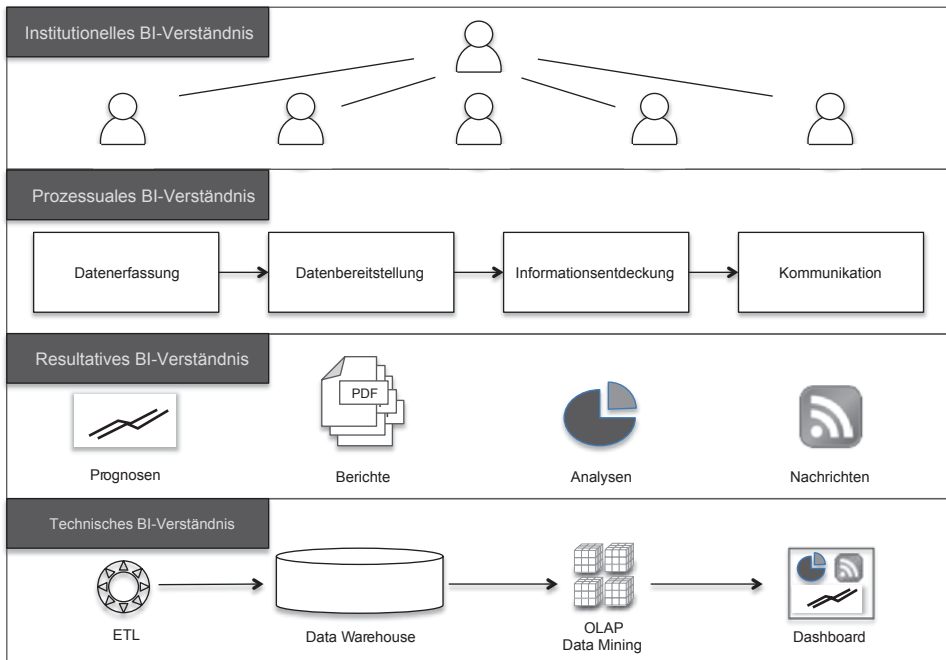 Institutionelles BI-Verständnis
Prozessuales BI-Verständnis
Datenerfassung
Datenbereitstellung
Informationsentdeckung
Kommunikation
Resultatives BI-Verständnis
PDF
Prognosen
Berichte
Analysen
Nachrichten
Technisches BI-Verständnis
ETL
Data Warehouse
OLAP
Data Mining
Dashboard